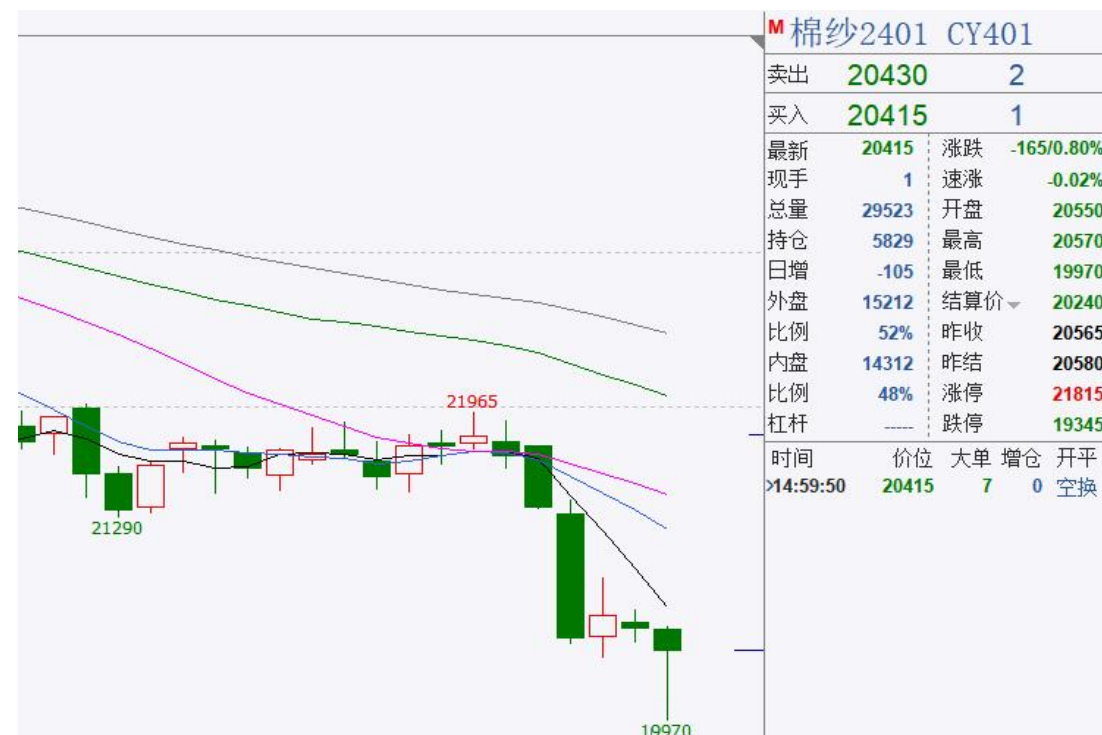 M 棉纱2401 CY401
卖出 20430 2
买入 20415 1
最新 20415 涨跌 -165/0.80%
现手 1 速涨 -0.02%
总量 29523 开盘 20550
持仓 5829 最高 20570
日增 -105 最低 19970
外盘 15212 结算价 20240
比例 52% 昨收 20565
内盘 14312 昨结 20580
比例 48% 涨停 21815
杠杆 ----- 跌停 19345
时间 价位 大单 增仓 开平
14:59:50 20415 7 0 空换
21965
21290
19970